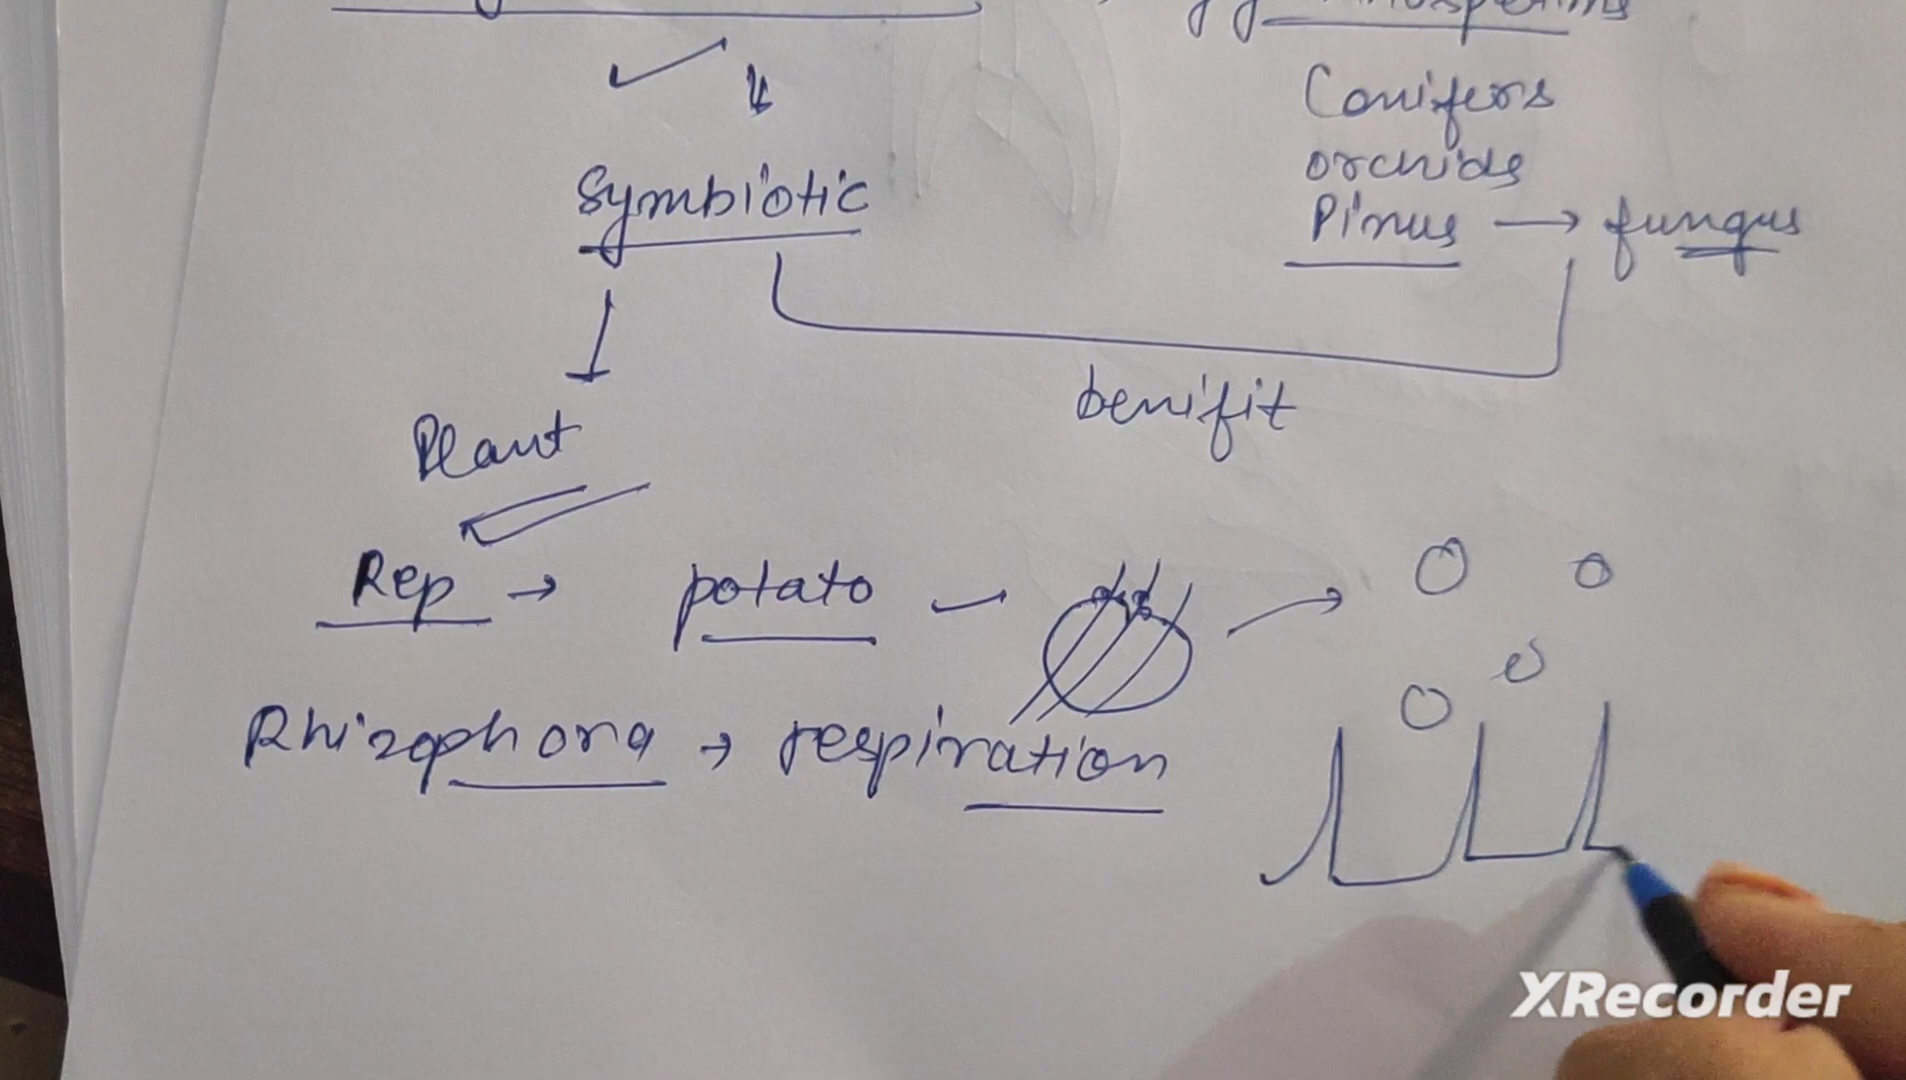 Conifers
orchids
Symbiotic
Pinus → fungus
benifit
Plant
Rep → potato
Rhizophora → respiration
XRecorder